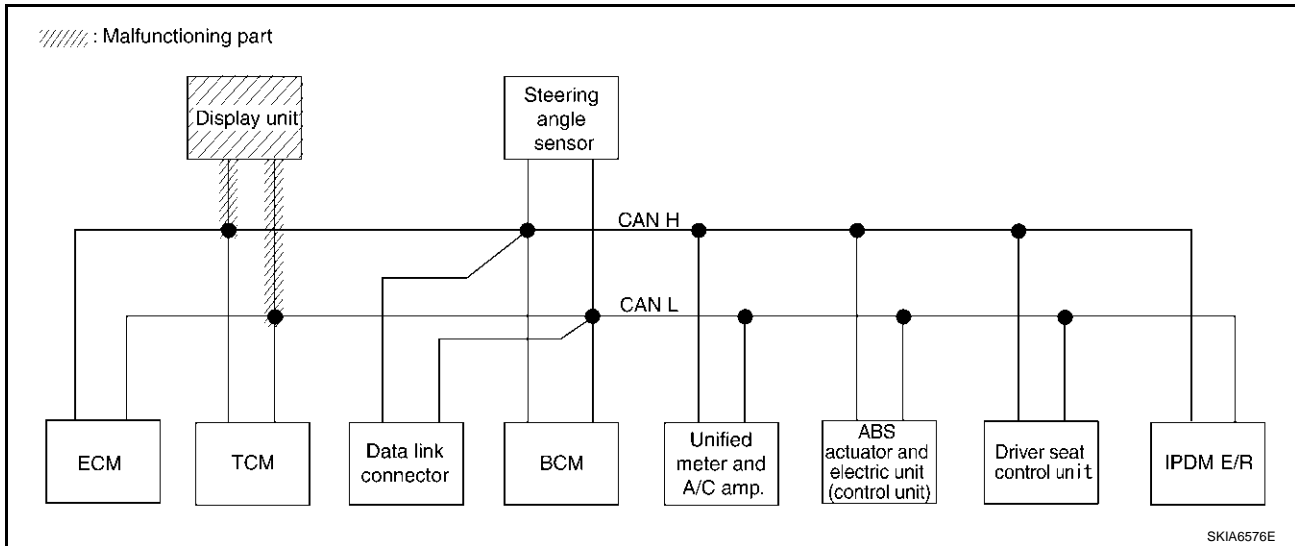 : Malfunctioning part
Display unit
Steering
angle
sensor
CAN H
CAN L
ECM
TCM
Data link
connector
BCM
Unified
meter and
A/C amp.
ABS
actuator and
electric unit
(control unit)
Driver seat
control unit
IPDM E/R
SKIA6576E